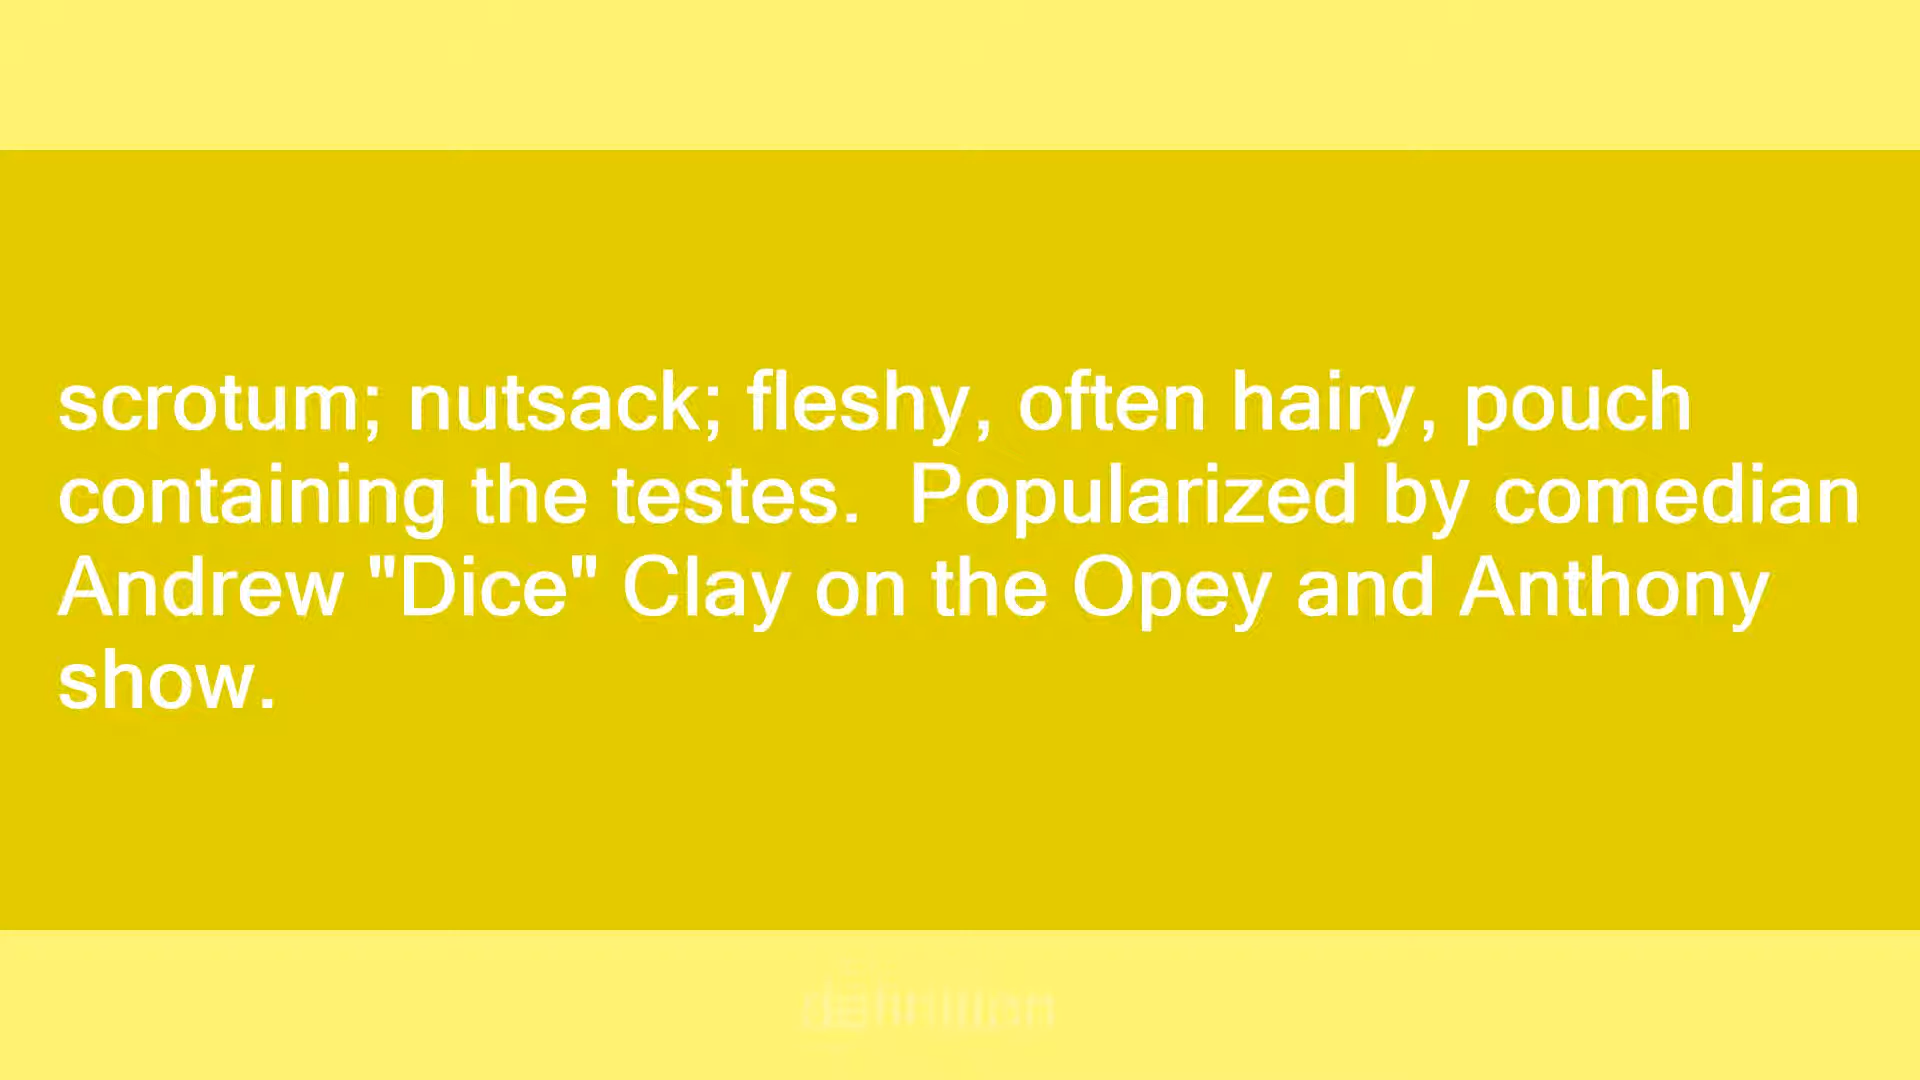 scrotum; nutsack; fleshy, often hairy, pouch
containing the testes.  Popularized by comedian
Andrew "Dice" Clay on the Opey and Anthony
show.
definition